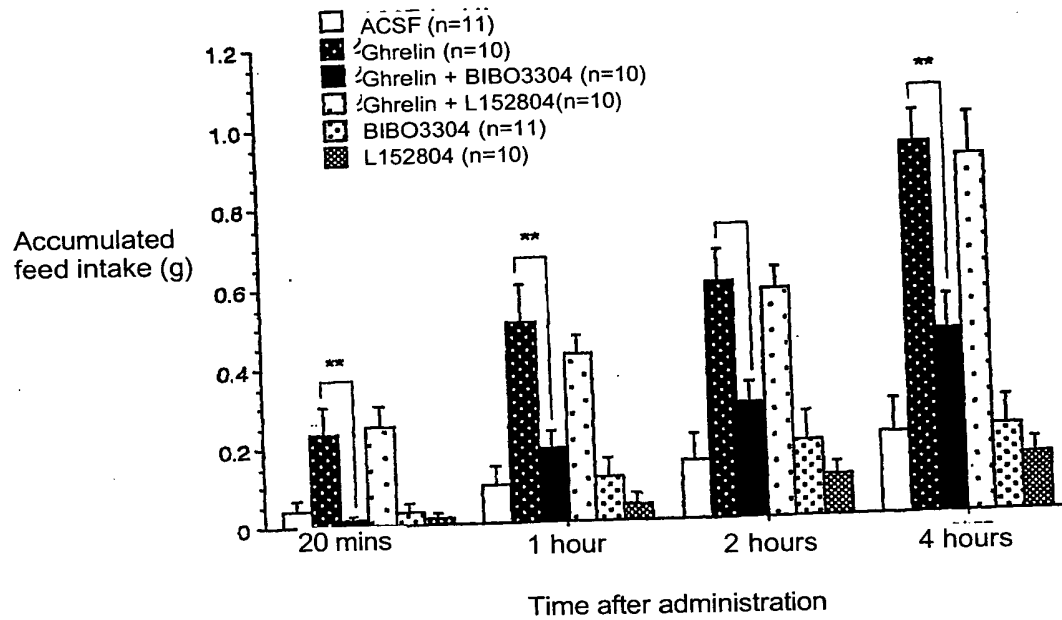 ACSF (n=11)
Ghrelin (n=10)
Ghrelin + BIBO3304 (n=10)
Ghrelin + L152804(n=10)
BIBO3304 (n=11)
L152804 (n=10)
1.2
1.0
0.8
0.6
0.4
0.2
0
Accumulated
feed intake (g)
**
**
**
20 mins
1 hour
2 hours
4 hours
Time after administration